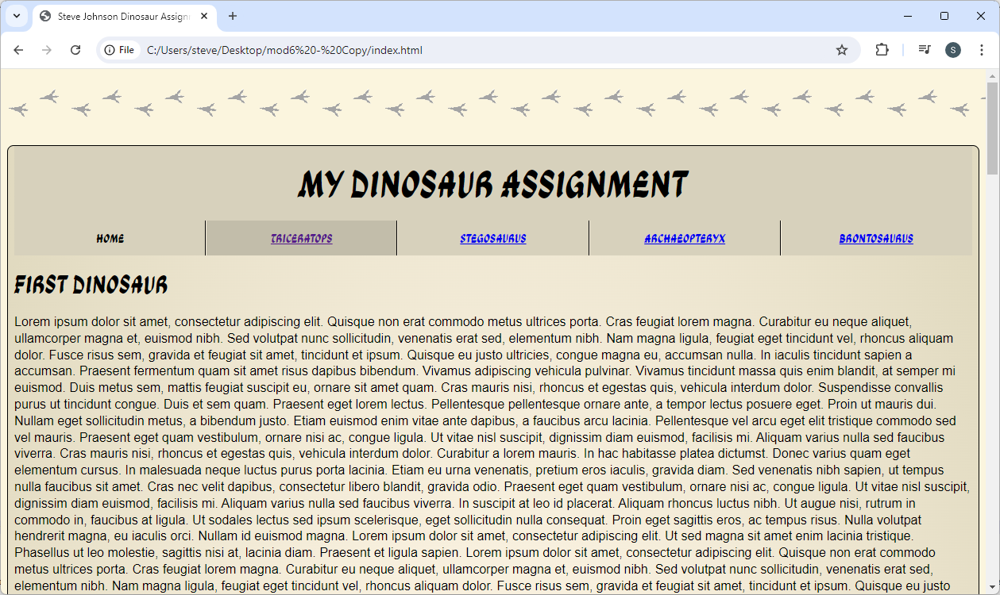 Steve Johnson Dinosaur Assign
File
C:/Users/steve/Desktop/mod6%20-%20Copy/index.html
S
MY DINOSAUR ASSIGNMENT
HOME
TRICERATOPS
STEGOSAURUS
ARCHAEOPTERYX
BRONTOSAURUS
FIRST DINOSAUR
Lorem ipsum dolor sit amet, consectetur adipiscing elit. Quisque non erat commodo metus ultrices porta. Cras feugiat lorem magna. Curabitur eu neque aliquet,
ullamcorper magna et, euismod nibh. Sed volutpat nunc sollicitudin, venenatis erat sed, elementum nibh. Nam magna ligula, feugiat eget tincidunt vel, rhoncus aliquam
dolor. Fusce risus sem, gravida et feugiat sit amet, tincidunt et ipsum. Quisque eu justo ultricies, congue magna eu, accumsan nulla. In iaculis tincidunt sapien a
accumsan. Praesent fermentum quam sit amet risus dapibus bibendum. Vivamus adipiscing vehicula pulvinar. Vivamus tincidunt massa quis enim blandit, at semper mi
euismod. Duis metus sem, mattis feugiat suscipit eu, ornare sit amet quam. Cras mauris nisi, rhoncus et egestas quis, vehicula interdum dolor. Suspendisse convallis
purus ut tincidunt congue. Duis et sem quam. Praesent eget lorem lectus. Pellentesque pellentesque ornare ante, a tempor lectus posuere eget. Proin ut mauris dui.
Nullam eget sollicitudin metus, a bibendum justo. Etiam euismod enim vitae ante dapibus, a faucibus arcu lacinia. Pellentesque vel arcu eget elit tristique commodo sed
vel mauris. Praesent eget quam vestibulum, ornare nisi ac, congue ligula. Ut vitae nisl suscipit, dignissim diam euismod, facilisis mi. Aliquam varius nulla sed faucibus
viverra. Cras mauris nisi, rhoncus et egestas quis, vehicula interdum dolor. Curabitur a lorem mauris. In hac habitasse platea dictumst. Donec varius quam eget
elementum cursus. In malesuada neque luctus purus porta lacinia. Etiam eu urna venenatis, pretium eros iaculis, gravida diam. Sed venenatis nibh sapien, ut tempus
nulla faucibus sit amet. Cras nec velit dapibus, consectetur libero blandit, gravida odio. Praesent eget quam vestibulum, ornare nisi ac, congue ligula. Ut vitae nisl suscipit,
dignissim diam euismod, facilisis mi. Aliquam varius nulla sed faucibus viverra. In suscipit at leo id placerat. Aliquam rhoncus luctus nibh. Ut augue nisi, rutrum in
commodo in, faucibus at ligula. Ut sodales lectus sed ipsum scelerisque, eget sollicitudin nulla consequat. Proin eget sagittis eros, ac tempus risus. Nulla volutpat
hendrerit magna, eu iaculis orci. Nullam id euismod magna. Lorem ipsum dolor sit amet, consectetur adipiscing elit. Ut sed magna sit amet enim lacinia tristique.
Phasellus ut leo molestie, sagittis nisi at, lacinia diam. Praesent et ligula sapien. Lorem ipsum dolor sit amet, consectetur adipiscing elit. Quisque non erat commodo
metus ultrices porta. Cras feugiat lorem magna. Curabitur eu neque aliquet, ullamcorper magna et, euismod nibh. Sed volutpat nunc sollicitudin, venenatis erat sed,
elementum nibh. Nam magna ligula, feugiat eget tincidunt vel, rhoncus aliquam dolor. Fusce risus sem, gravida et feugiat sit amet, tincidunt et ipsum. Quisque eu justo